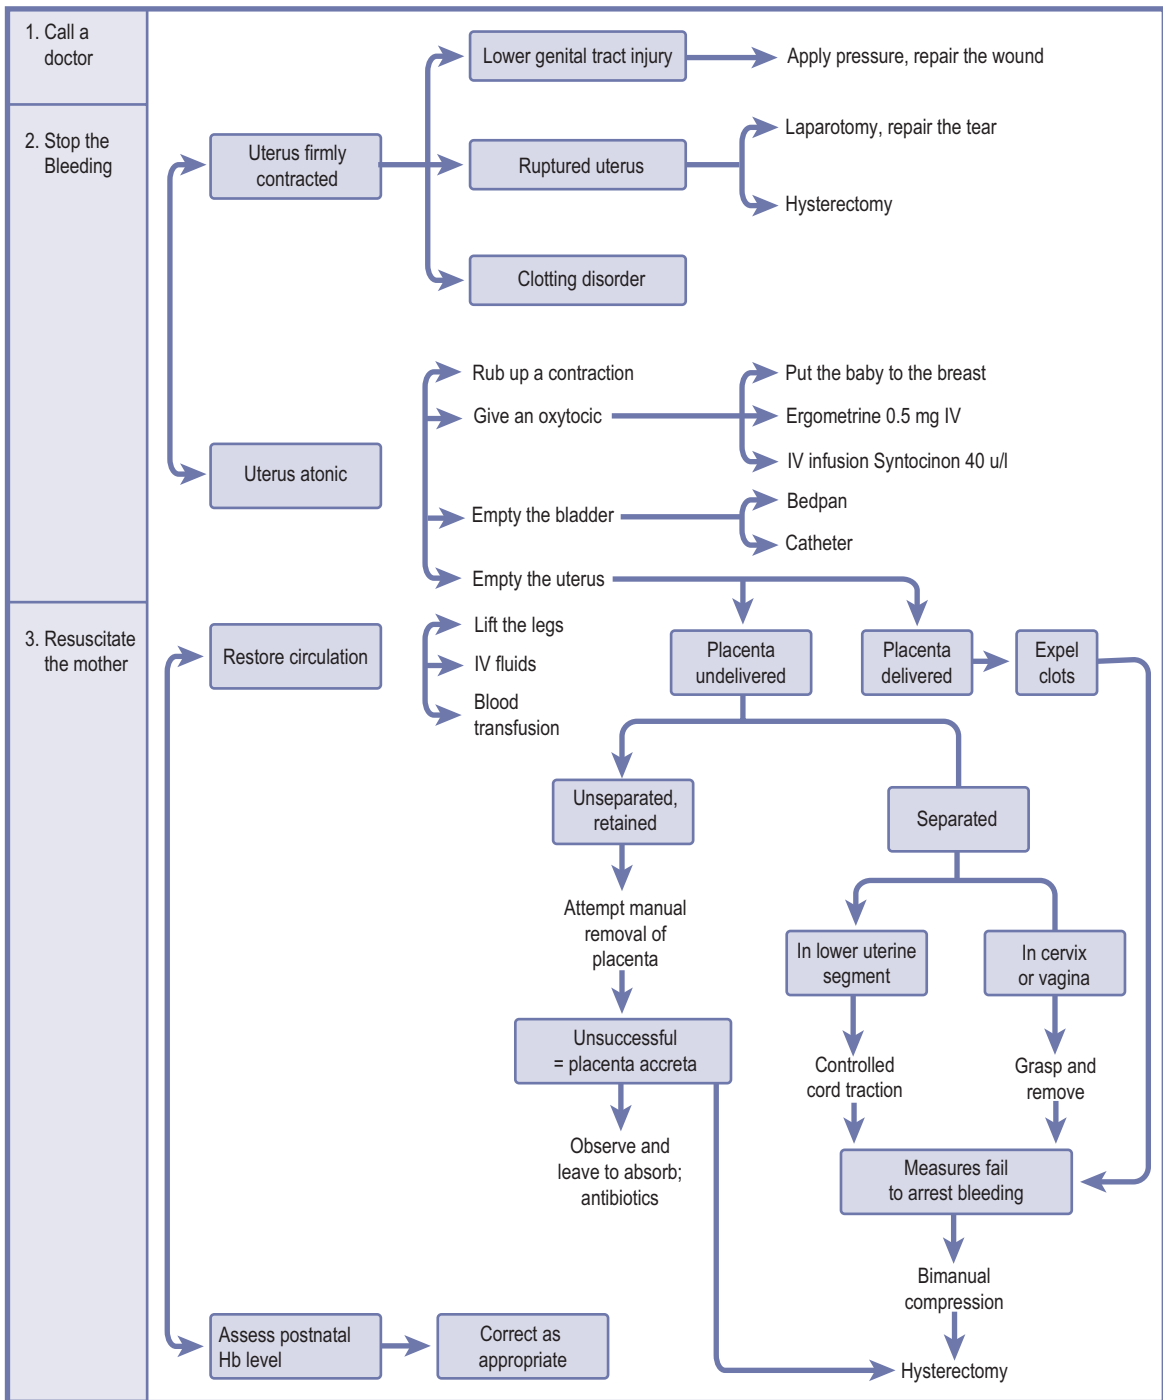 1. Call a
doctor
2. Stop the
Bleeding
3. Resuscitate
the mother
Uterus firmly
contracted
Lower genital tract injury
Apply pressure, repair the wound
Ruptured uterus
Laparotomy, repair the tear
Hysterectomy
Clotting disorder
Uterus atonic
Rub up a contraction
Give an oxytocic
Put the baby to the breast
Ergometrine 0.5 mg IV
IV infusion Syntocinon 40 u/l
Empty the bladder
Bedpan
Catheter
Empty the uterus
Restore circulation
Lift the legs
IV fluids
Blood
transfusion
Placenta
undelivered
Placenta
delivered
Expel
clots
Unseparated,
retained
Separated
Attempt manual
removal of
placenta
In lower uterine
segment
In cervix
or vagina
Unsuccessful
= placenta accreta
Controlled
cord traction
Grasp and
remove
Observe and
leave to absorb;
antibiotics
Measures fail
to arrest bleeding
Bimanual
compression
Hysterectomy
Assess postnatal
Hb level
Correct as
appropriate